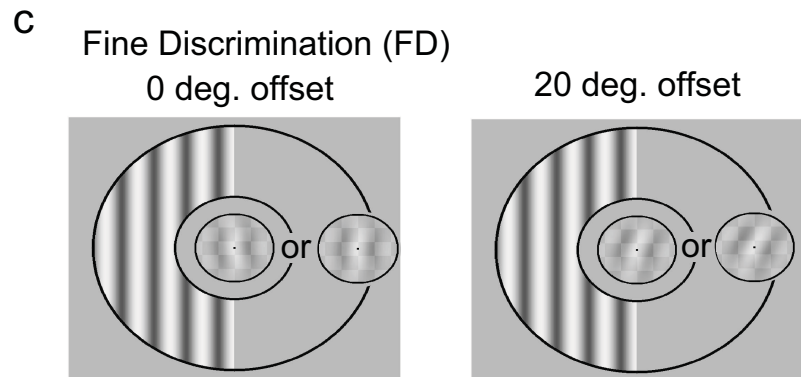 C
Fine Discrimination (FD)
0 deg. offset
20 deg. offset
or
or